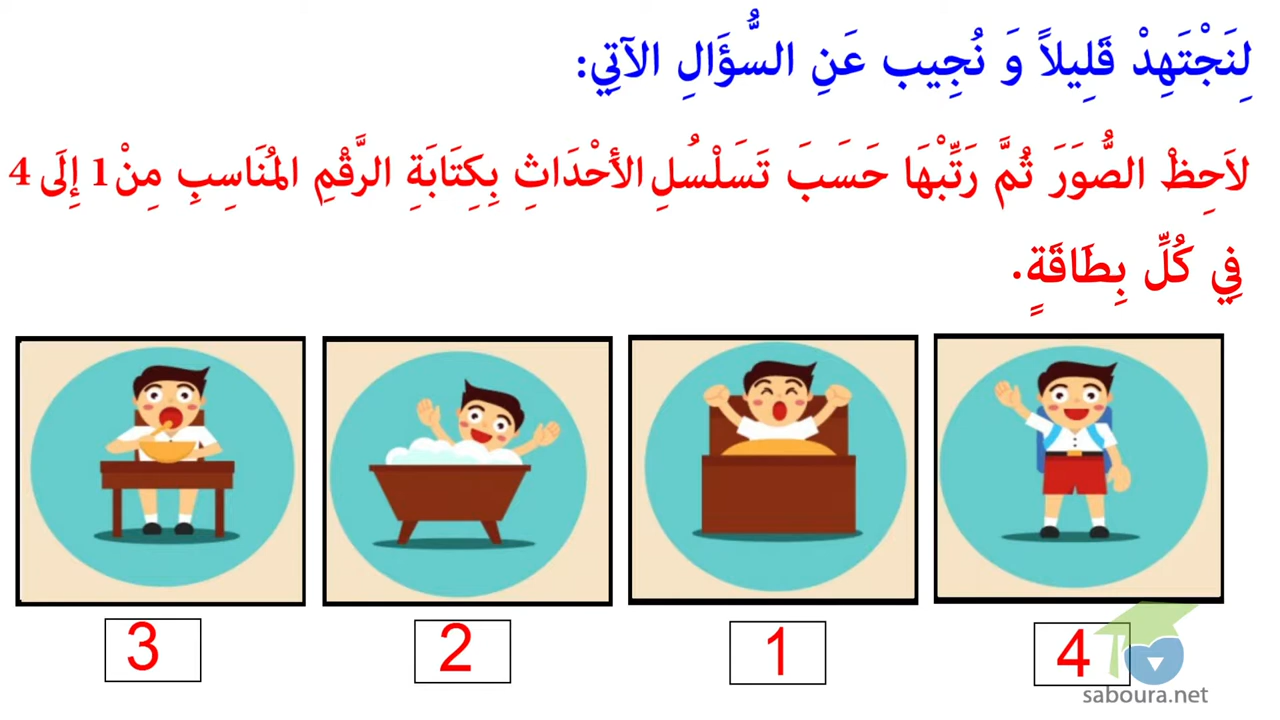 لِنَجْتَهِدْ قَلِيلاً وَ نُجِيب عَنِ السُّؤَالِ الآتِي:
لاَحِظْ الصُّوَرَ ثُمَّ رَتِّبْهَا حَسَبَ تَسَلْسُلِ الأَحْدَاثِ بِكِتَابَةِ الرَّقْمِ المُنَاسِبِ مِنْ 1 إِلَى 4
فِي كُلِّ بِطَاقَةٍ.
4 1 2 3
saboura.net